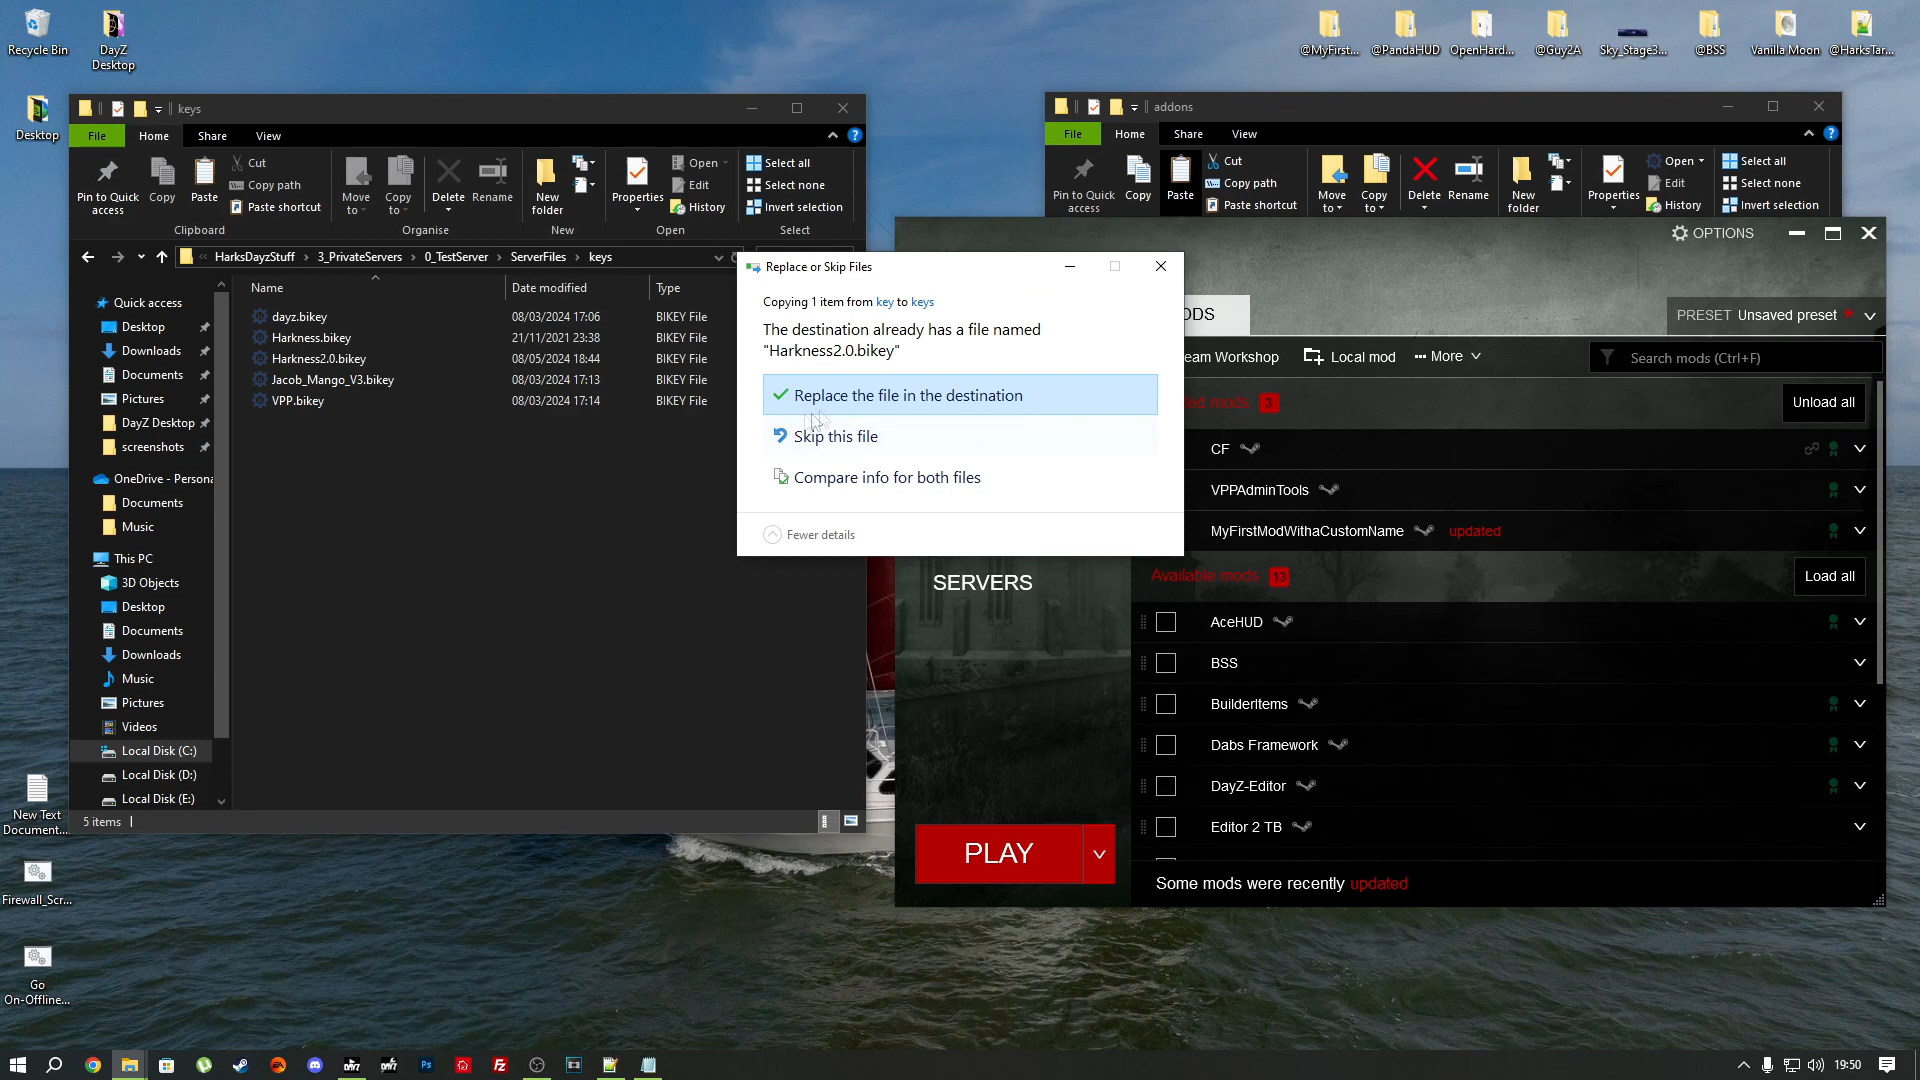 Recycle Bin
DayZ
Desktop
Desktop
@MyFirst...
@PandaHUD
OpenHard...
@Guy2A
Sky_Stage3...
@BSS
Vanilla Moon
@HarksTar...
keys
File
Home
Share
View
Pin to Quick
access
Copy
Paste
Cut
Copy path
Paste shortcut
Move
to
Copy
to
Delete
Rename
New
folder
Properties
Open
Edit
History
Select all
Select none
Invert selection
Clipboard
Organise
New
Open
Select
HarksDayzStuff
3_PrivateServers
0_TestServer
ServerFiles
keys
Name
Date modified
Type
dayz.bikey 08/03/2024 17:06 BIKEY File
Harkness.bikey 21/11/2021 23:38 BIKEY File
Harkness2.0.bikey 08/05/2024 18:44 BIKEY File
Jacob_Mango_V3.bikey 08/03/2024 17:13 BIKEY File
VPP.bikey 08/03/2024 17:14 BIKEY File
Quick access
Desktop
Downloads
Documents
Pictures
DayZ Desktop
screenshots
OneDrive - Persona
Documents
Music
This PC
3D Objects
Desktop
Documents
Downloads
Music
Pictures
Videos
Local Disk (C:)
Local Disk (D:)
Local Disk (E:)
5 items
addons
File
Home
Share
View
Pin to Quick
access
Copy
Paste
Cut
Copy path
Paste shortcut
Move
to
Copy
to
Delete
Rename
New
folder
Properties
Open
Edit
History
Select all
Select none
Invert selection
Replace or Skip Files
Copying 1 item from key to keys
The destination already has a file named
"Harkness2.0.bikey"
Replace the file in the destination
Skip this file
Compare info for both files
Fewer details
OPTIONS
ODS
PRESET Unsaved preset *
eam Workshop
Local mod
More
Search mods (Ctrl+F)
ed mods 3
Unload all
CF
VPPAdminTools
MyFirstModWithaCustomName updated
Available mods 13
Load all
AceHUD
BSS
BuilderItems
Dabs Framework
DayZ-Editor
Editor 2 TB
SERVERS
PLAY
Some mods were recently updated
New Text
Document...
Firewall_Scr...
Go
On-Offline...
19:50